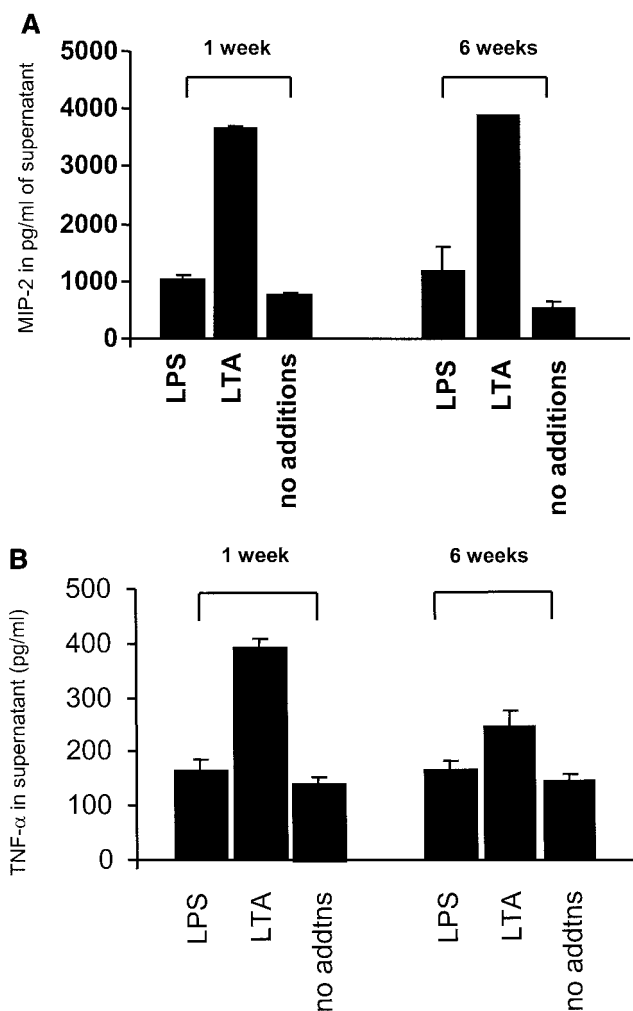 A
1 week
6 weeks
MIP-2 in pg/ml of supernatant
5000
4000
3000
2000
1000
0
LPS
LTA
no additions
LPS
LTA
no additions
B
1 week
6 weeks
TNF-α in supernatant (pg/ml)
500
400
300
200
100
0
LPS
LTA
no addtns
LPS
LTA
no addtns